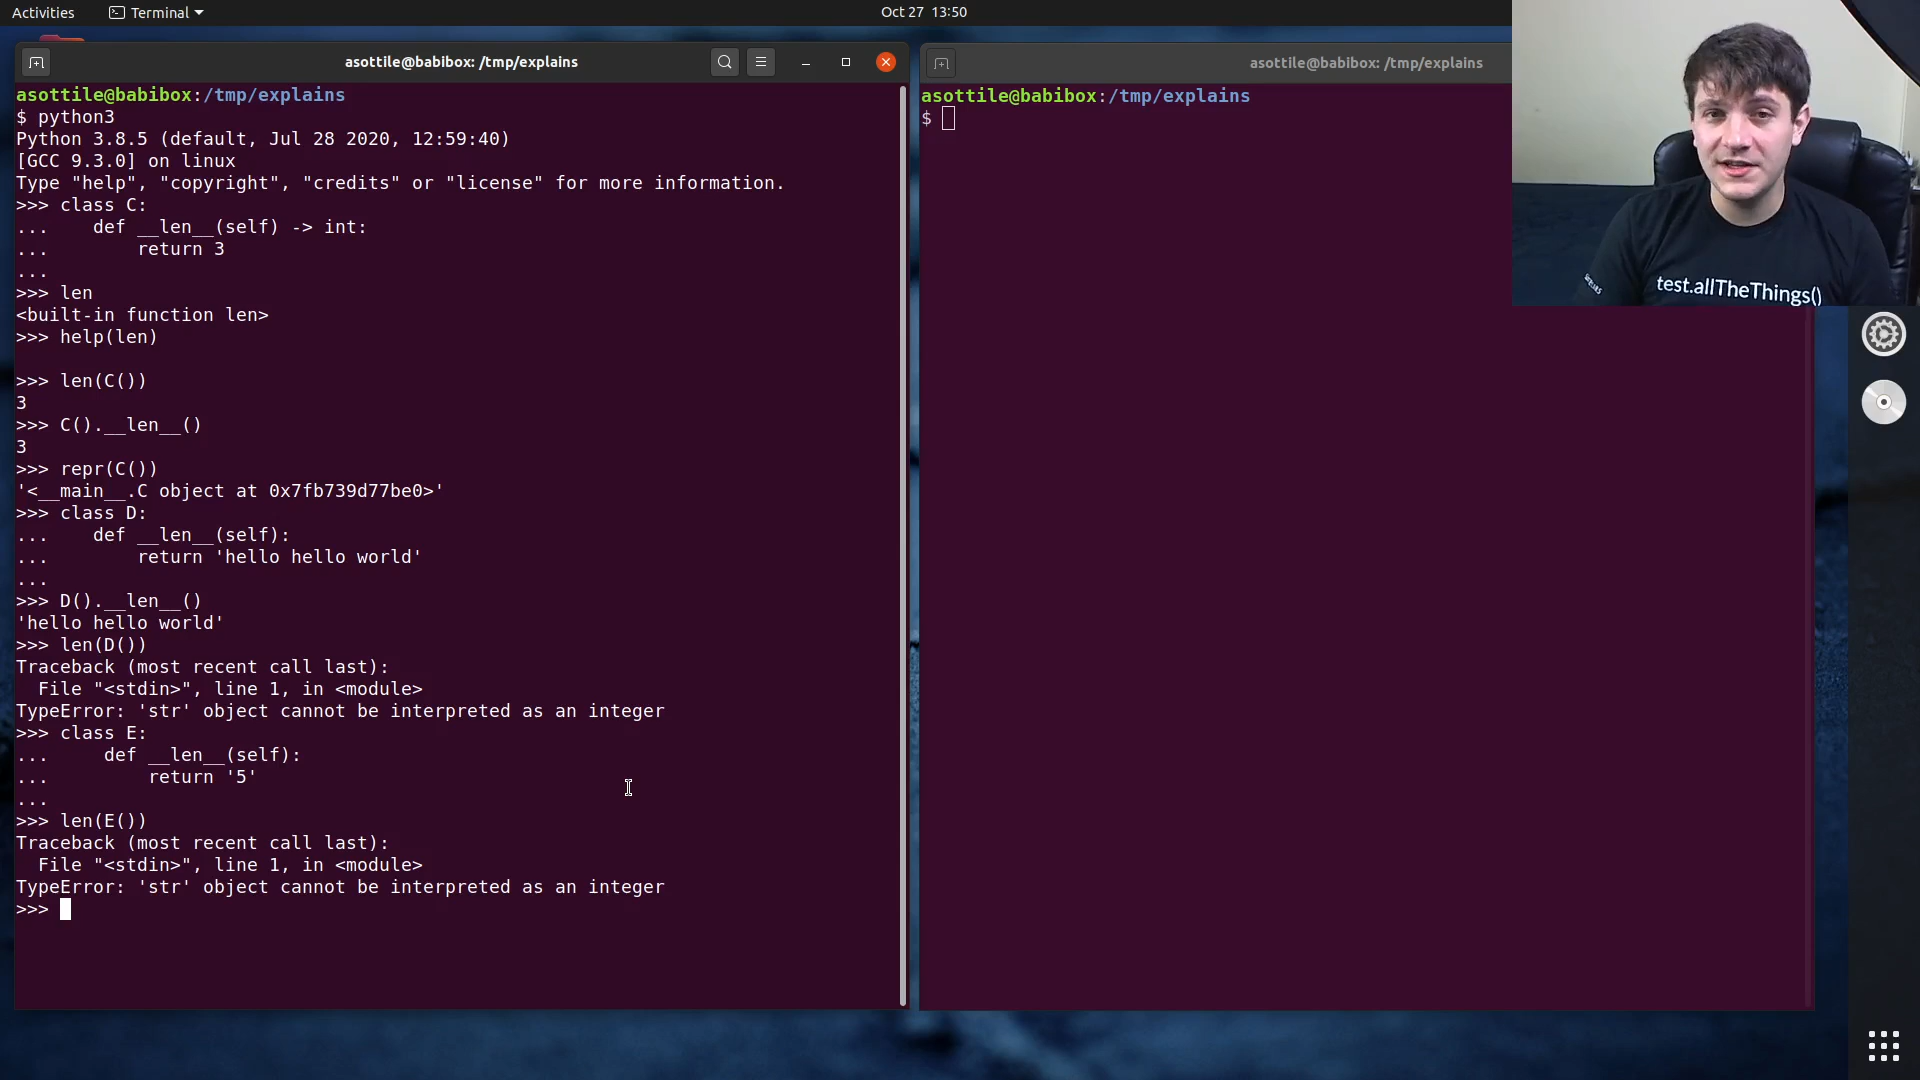 Activities
Terminal
Oct 27 13:50
asottile@babibox: /tmp/explains
asottile@babibox:/tmp/explains
$ python3
Python 3.8.5 (default, Jul 28 2020, 12:59:40)
[GCC 9.3.0] on linux
Type "help", "copyright", "credits" or "license" for more information.
>>> class C:
...    def __len__(self) -> int:
...        return 3
...
>>> len
<built-in function len>
>>> help(len)
>>> len(C())
3
>>> C().__len__()
3
>>> repr(C())
'<__main__.C object at 0x7fb739d77be0>'
>>> class D:
...    def __len__(self):
...        return 'hello hello world'
...
>>> D().__len__()
'hello hello world'
>>> len(D())
Traceback (most recent call last):
  File "<stdin>", line 1, in <module>
TypeError: 'str' object cannot be interpreted as an integer
>>> class E:
...     def __len__(self):
...         return '5'
...
>>> len(E())
Traceback (most recent call last):
  File "<stdin>", line 1, in <module>
TypeError: 'str' object cannot be interpreted as an integer
>>>
asottile@babibox: /tmp/explains
asottile@babibox:/tmp/explains
$
test.allTheThings()